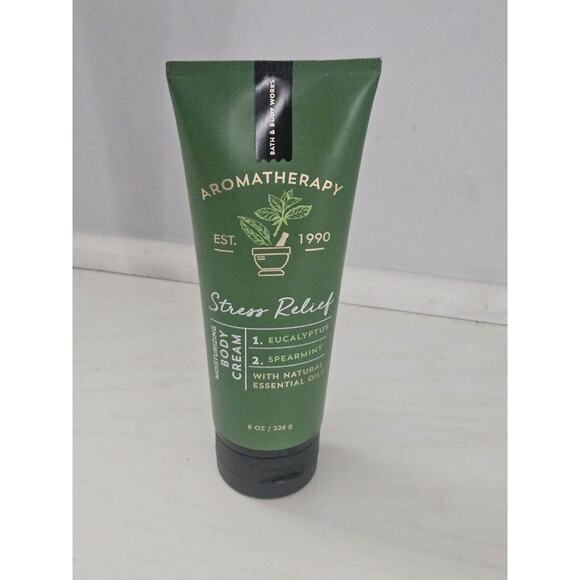 BATH & BODY WORKS
AROMATHERAPY
EST. 1990
Stress Relief
MOISTURIZING
BODY
CREAM
1. EUCALYPTUS
2. SPEARMINT
WITH NATURAL
ESSENTIAL OILS
8 OZ / 226 g